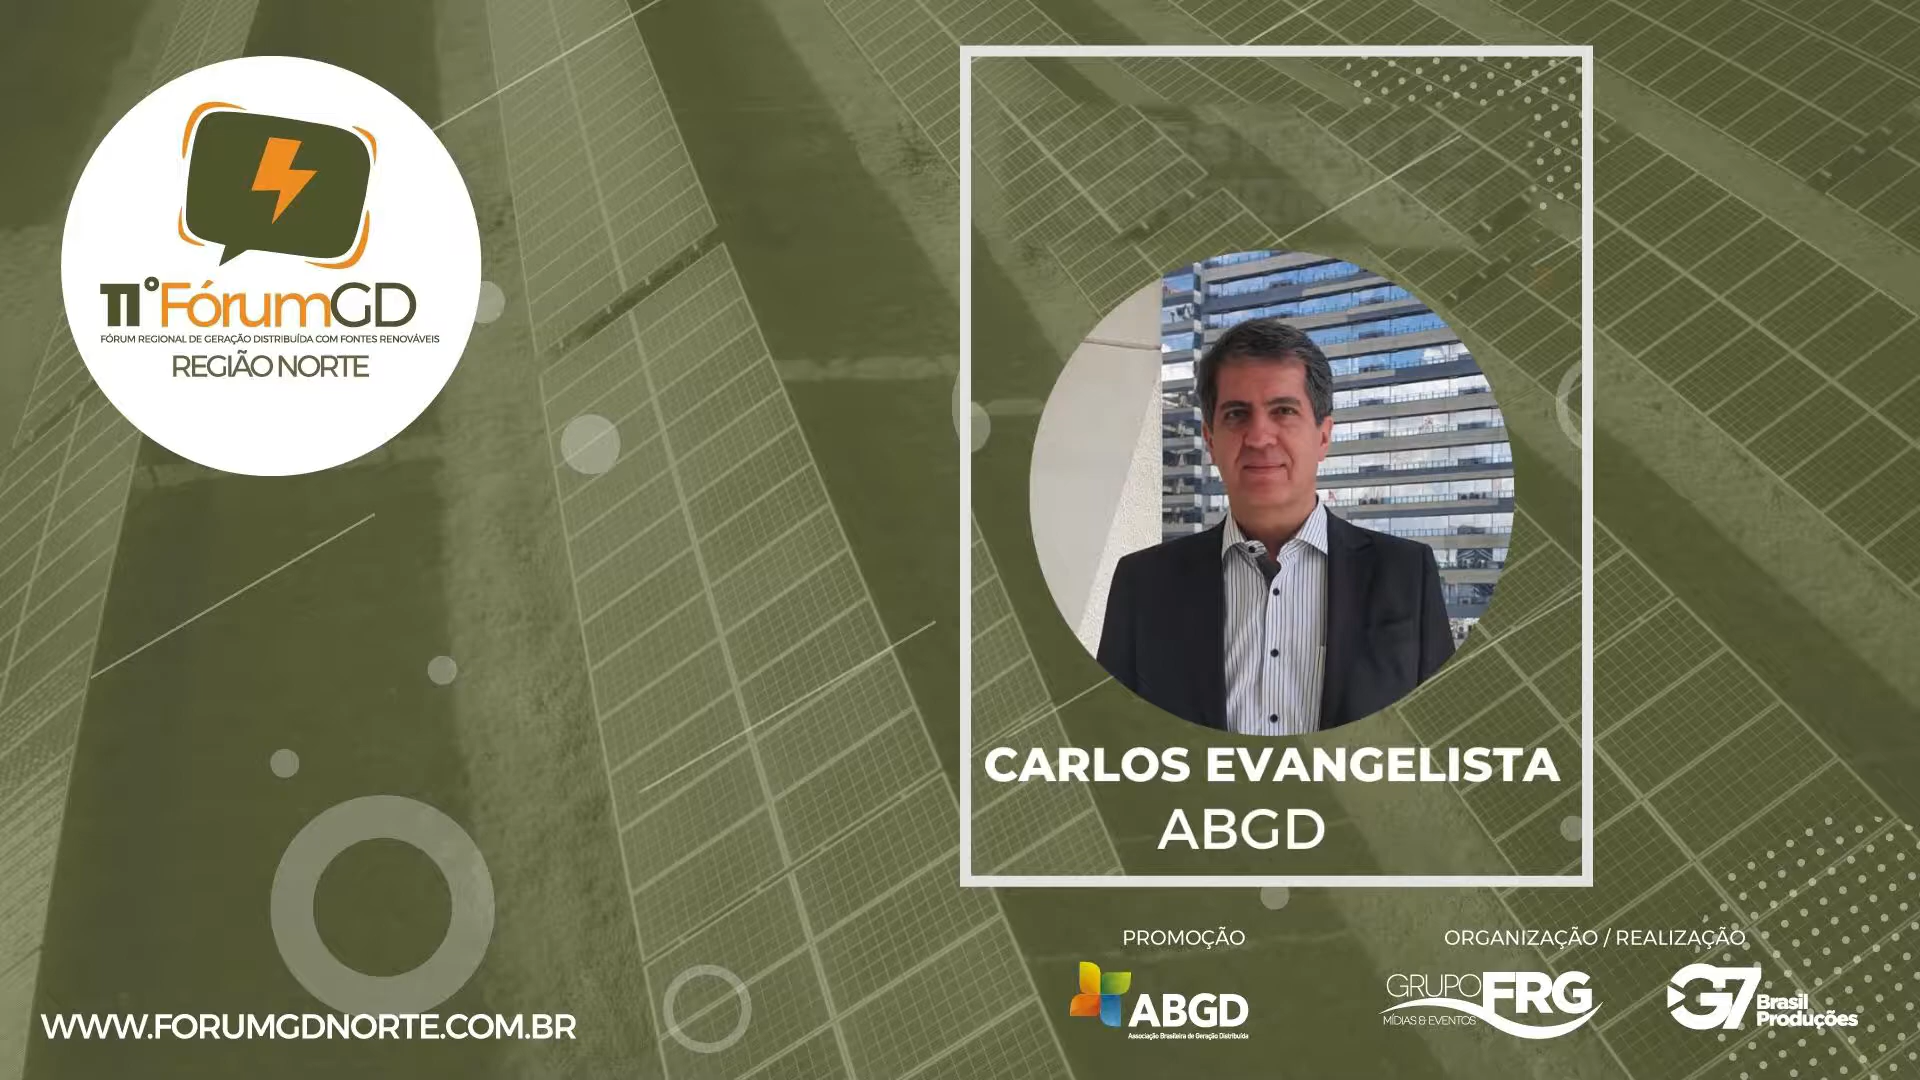 11°FórumGD
FÓRUM REGIONAL DE GERAÇÃO DISTRIBUÍDA COM FONTES RENOVÁVEIS
REGIÃO NORTE
CARLOS EVANGELISTA
ABGD
PROMOÇÃO
ABGD
Associação Brasileira de Geração Distribuída
ORGANIZAÇÃO / REALIZAÇÃO
GRUPO FRG
MÍDIAS & EVENTOS
G7 Brasil
Produções
WWW.FORUMGDNORTE.COM.BR